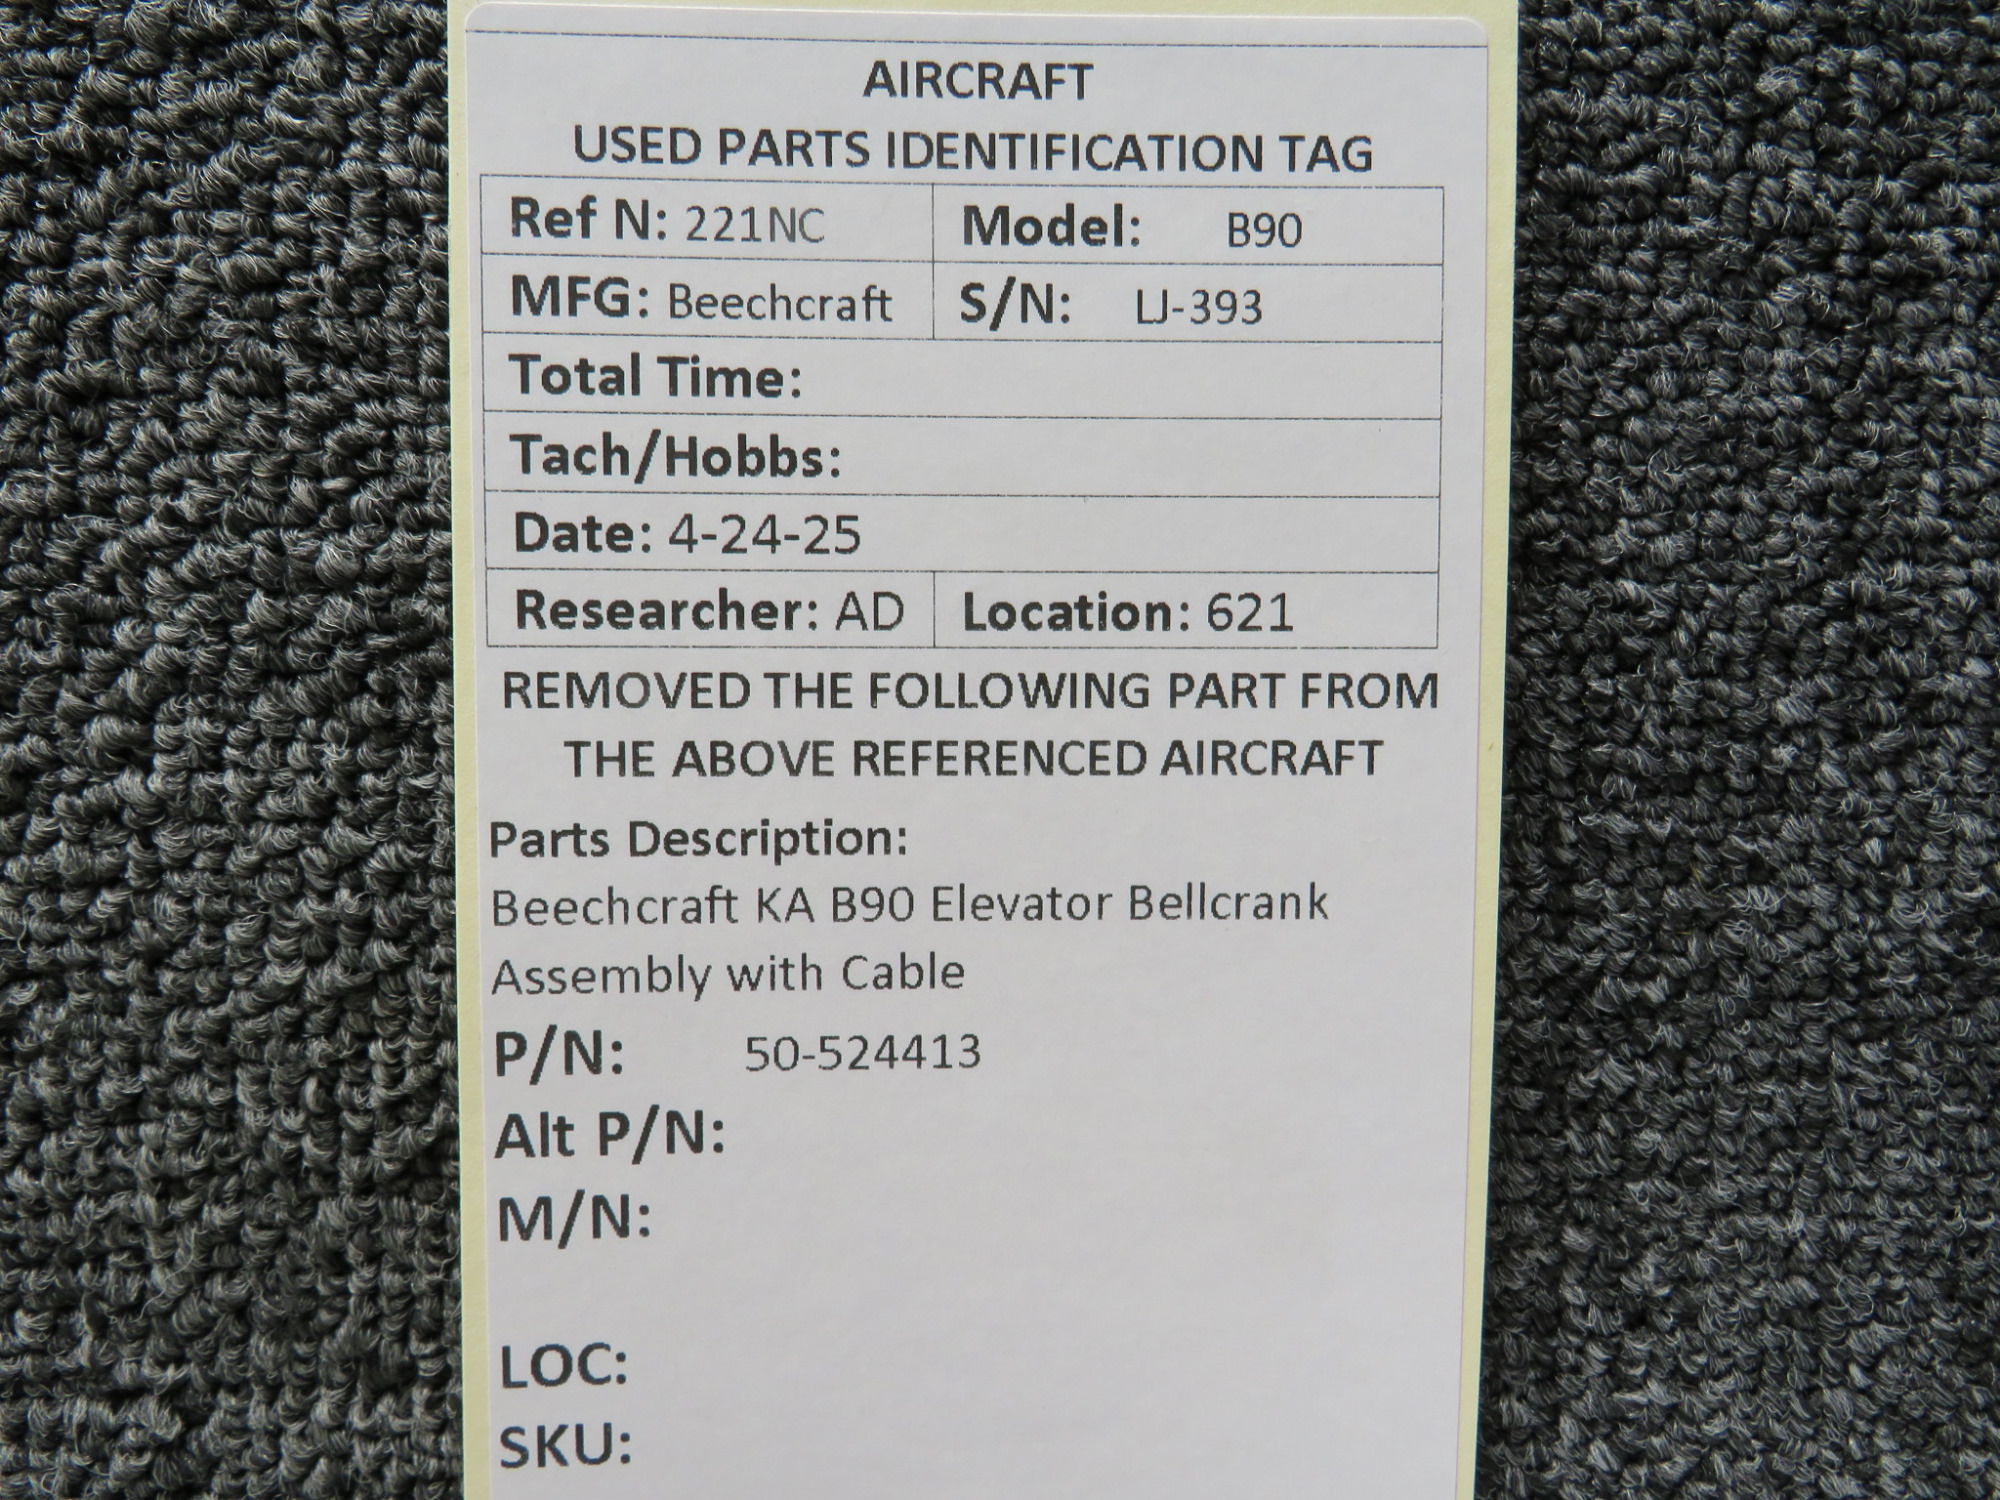 AIRCRAFT
USED PARTS IDENTIFICATION TAG
Ref N: 221NC Model: B90
MFG: Beechcraft S/N: LJ-393
Total Time:
Tach/Hobbs:
Date: 4-24-25
Researcher: AD Location: 621
REMOVED THE FOLLOWING PART FROM
THE ABOVE REFERENCED AIRCRAFT
Parts Description:
Beechcraft KA B90 Elevator Bellcrank
Assembly with Cable
P/N: 50-524413
Alt P/N:
M/N:
LOC:
SKU: